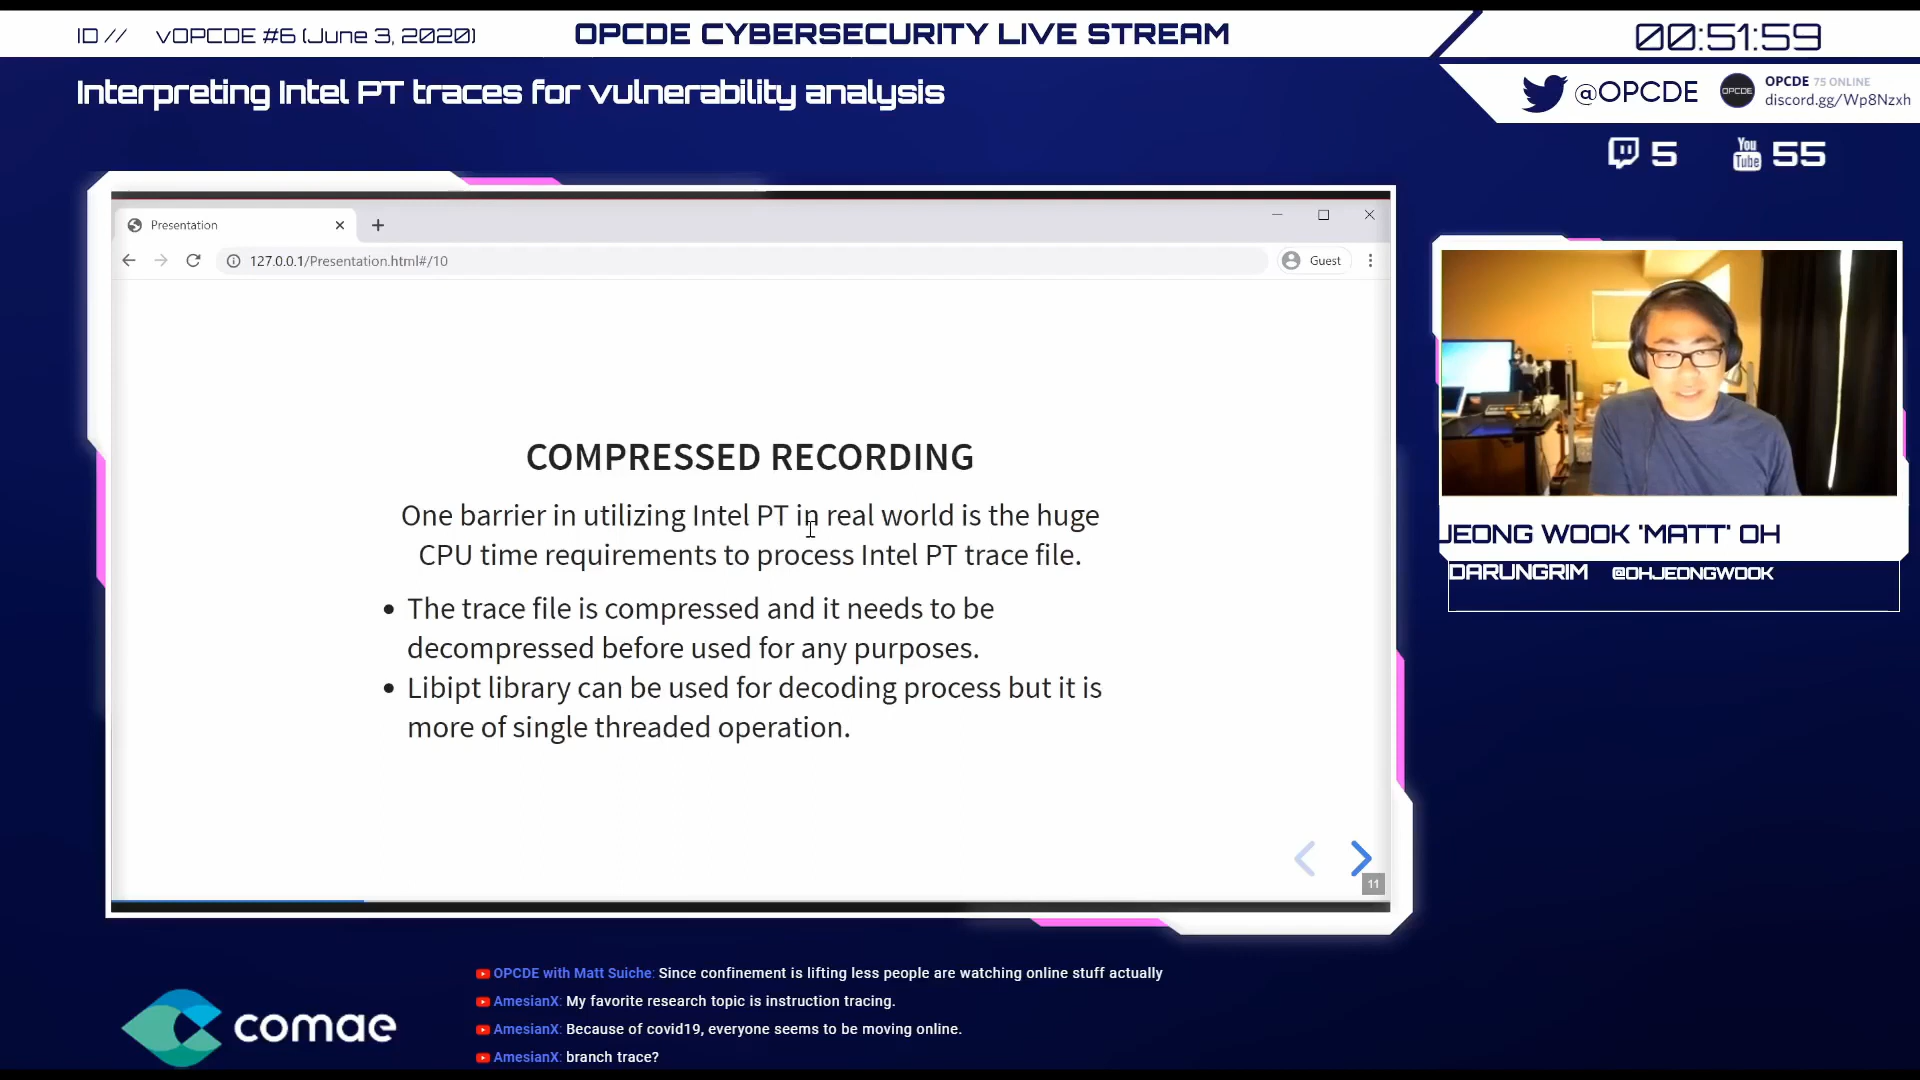 ID //   vOPCDE #6 (June 3, 2020)
OPCDE CYBERSECURITY LIVE STREAM
00:51:59
Interpreting Intel PT traces for vulnerability analysis
@OPCDE
OPCDE
OPCDE 75 ONLINE
discord.gg/Wp8Nzxh
5
You
Tube
55
Presentation
127.0.0.1/Presentation.html#/10
Guest
COMPRESSED RECORDING
One barrier in utilizing Intel PT in real world is the huge
CPU time requirements to process Intel PT trace file.
• The trace file is compressed and it needs to be
decompressed before used for any purposes.
• Libipt library can be used for decoding process but it is
more of single threaded operation.
11
JEONG WOOK 'MATT' OH
DARUNGRIM @OHJEONGWOOK
comae
OPCDE with Matt Suiche: Since confinement is lifting less people are watching online stuff actually
AmesianX: My favorite research topic is instruction tracing.
AmesianX: Because of covid19, everyone seems to be moving online.
AmesianX: branch trace?